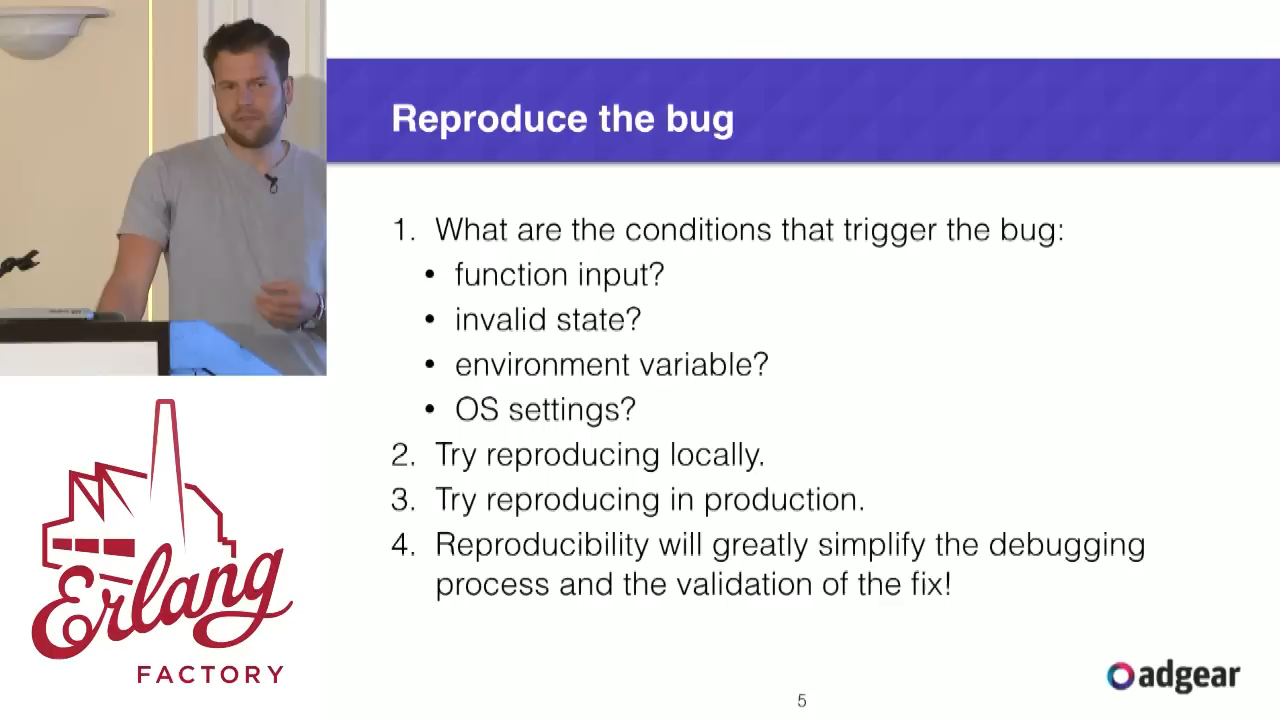 Reproduce the bug
1. What are the conditions that trigger the bug:
• function input?
• invalid state?
• environment variable?
• OS settings?
2. Try reproducing locally.
3. Try reproducing in production.
4. Reproducibility will greatly simplify the debugging
process and the validation of the fix!
Erlang
FACTORY
adgear
5